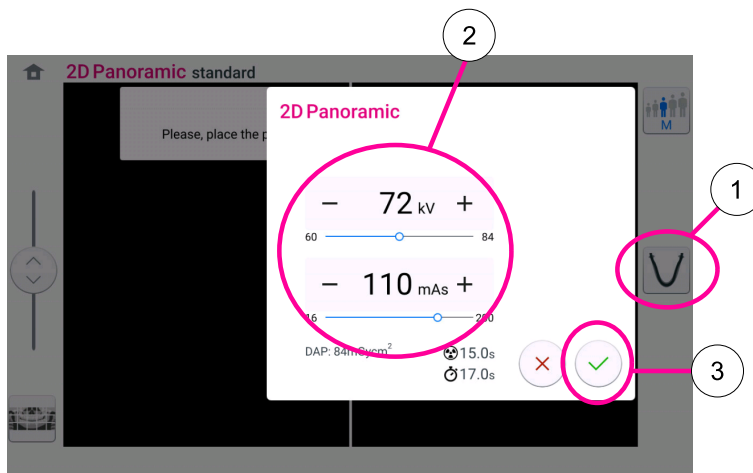 2
2D Panoramic standard
2D Panoramic
Please, place the p
M
1
− 72 kV +
60 84
− 110 mAs +
16 250
DAP: 84mGycm²
15.0s
17.0s
3